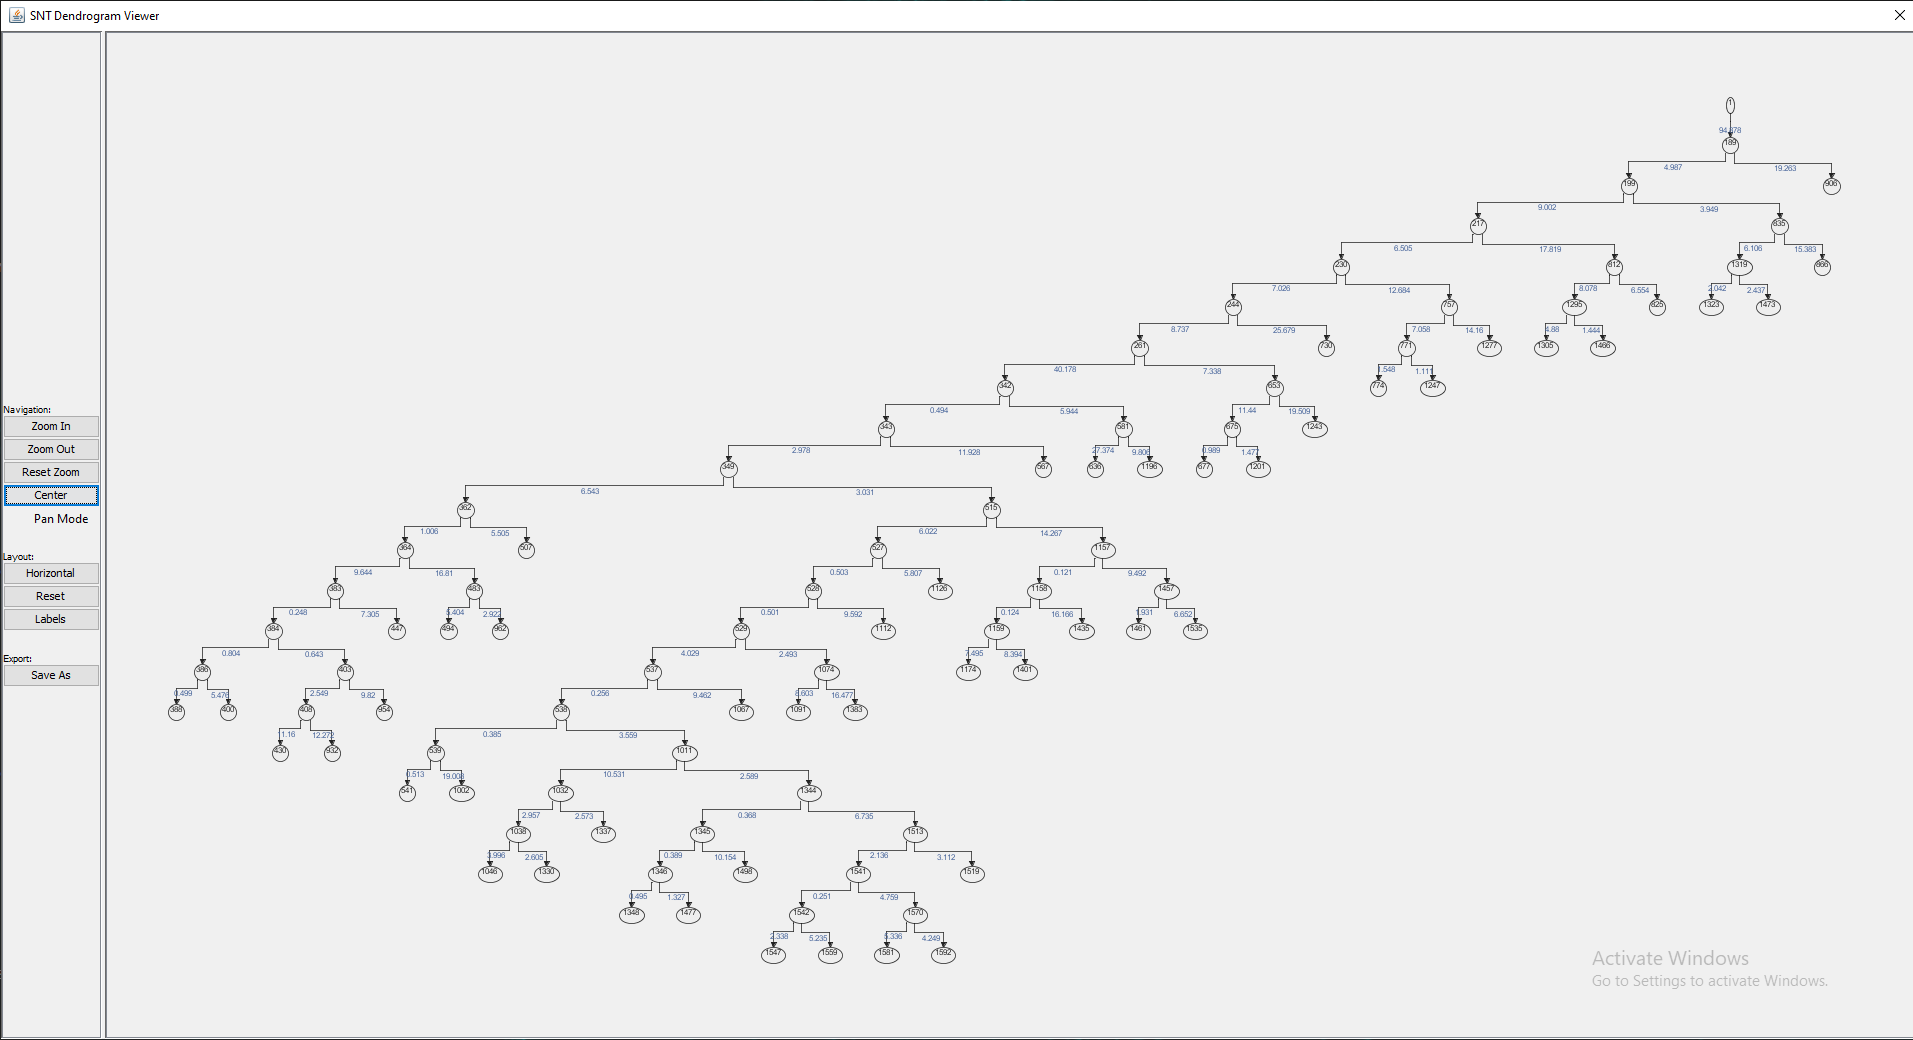 SNT Dendrogram Viewer
1
94.378
189
4.987 19.263
199 906
9.002 3.949
217 835
6.505 17.819 6.106 15.383
230 812 1319 866
7.026 12.684 8.078 6.554 2.042 2.437
244 757 1295 825 1323 1473
8.737 25.679 7.058 14.16 4.88 1.444
261 730 771 1277 1305 1466
40.178 7.338 1.548 1.111
342 653 774 1247
0.494 5.944 11.44 19.509
Navigation:
343 581 675 1243
Zoom In
2.978 11.928 27.374 9.806 0.989 1.477
Zoom Out
349 567 636 1196 677 1201
Reset Zoom
6.543 3.031
Center
362 515
Pan Mode
1.006 5.505 6.022 14.267
364 507 527 1157
Layout:
9.644 16.81 0.503 5.807 0.121 9.492
Horizontal
383 483 528 1126 1158 1457
Reset
0.248 7.305 5.404 2.922 0.501 9.592 0.124 16.166 1.931 6.652
Labels
384 447 494 962 529 1112 1159 1435 1461 1535
0.804 0.643 4.029 2.493 7.495 8.394
Export:
386 403 537 1074 1174 1401
Save As
0.499 5.476 2.549 9.82 0.256 9.462 8.603 16.477
388 400 408 954 538 1067 1091 1383
11.16 12.272 0.385 3.559
430 932 539 1011
0.513 19.008 10.531 2.589
541 1002 1032 1344
2.957 2.573 0.368 6.735
1038 1337 1345 1513
3.996 2.605 0.389 10.154 2.136 3.112
1046 1330 1346 1498 1541 1519
0.495 1.327 0.251 4.759
1348 1477 1542 1570
2.338 5.235 5.336 4.249
1547 1559 1581 1592
Activate Windows
Go to Settings to activate Windows.